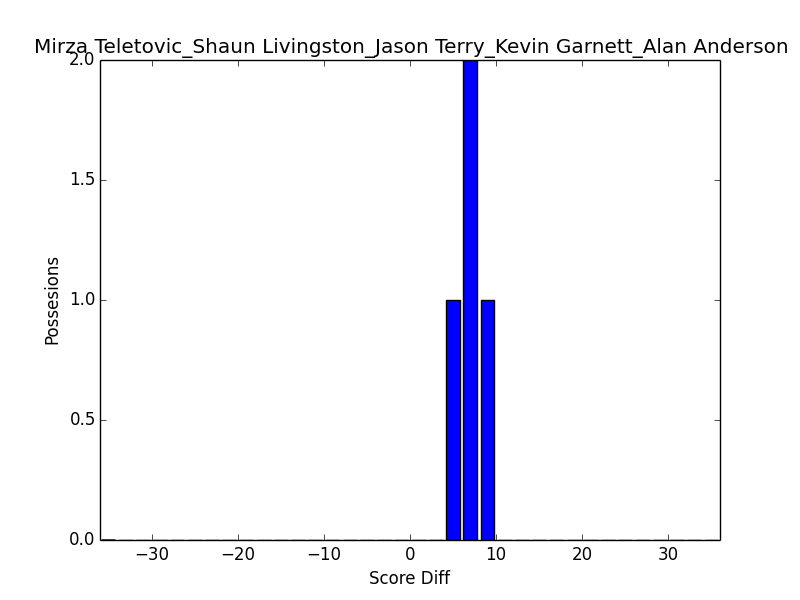 Mirza Teletovic_Shaun Livingston_Jason Terry_Kevin Garnett_Alan Anderson
2.0
1.5
1.0
0.5
0.0
Possesions
−30 −20 −10 0 10 20 30
Score Diff